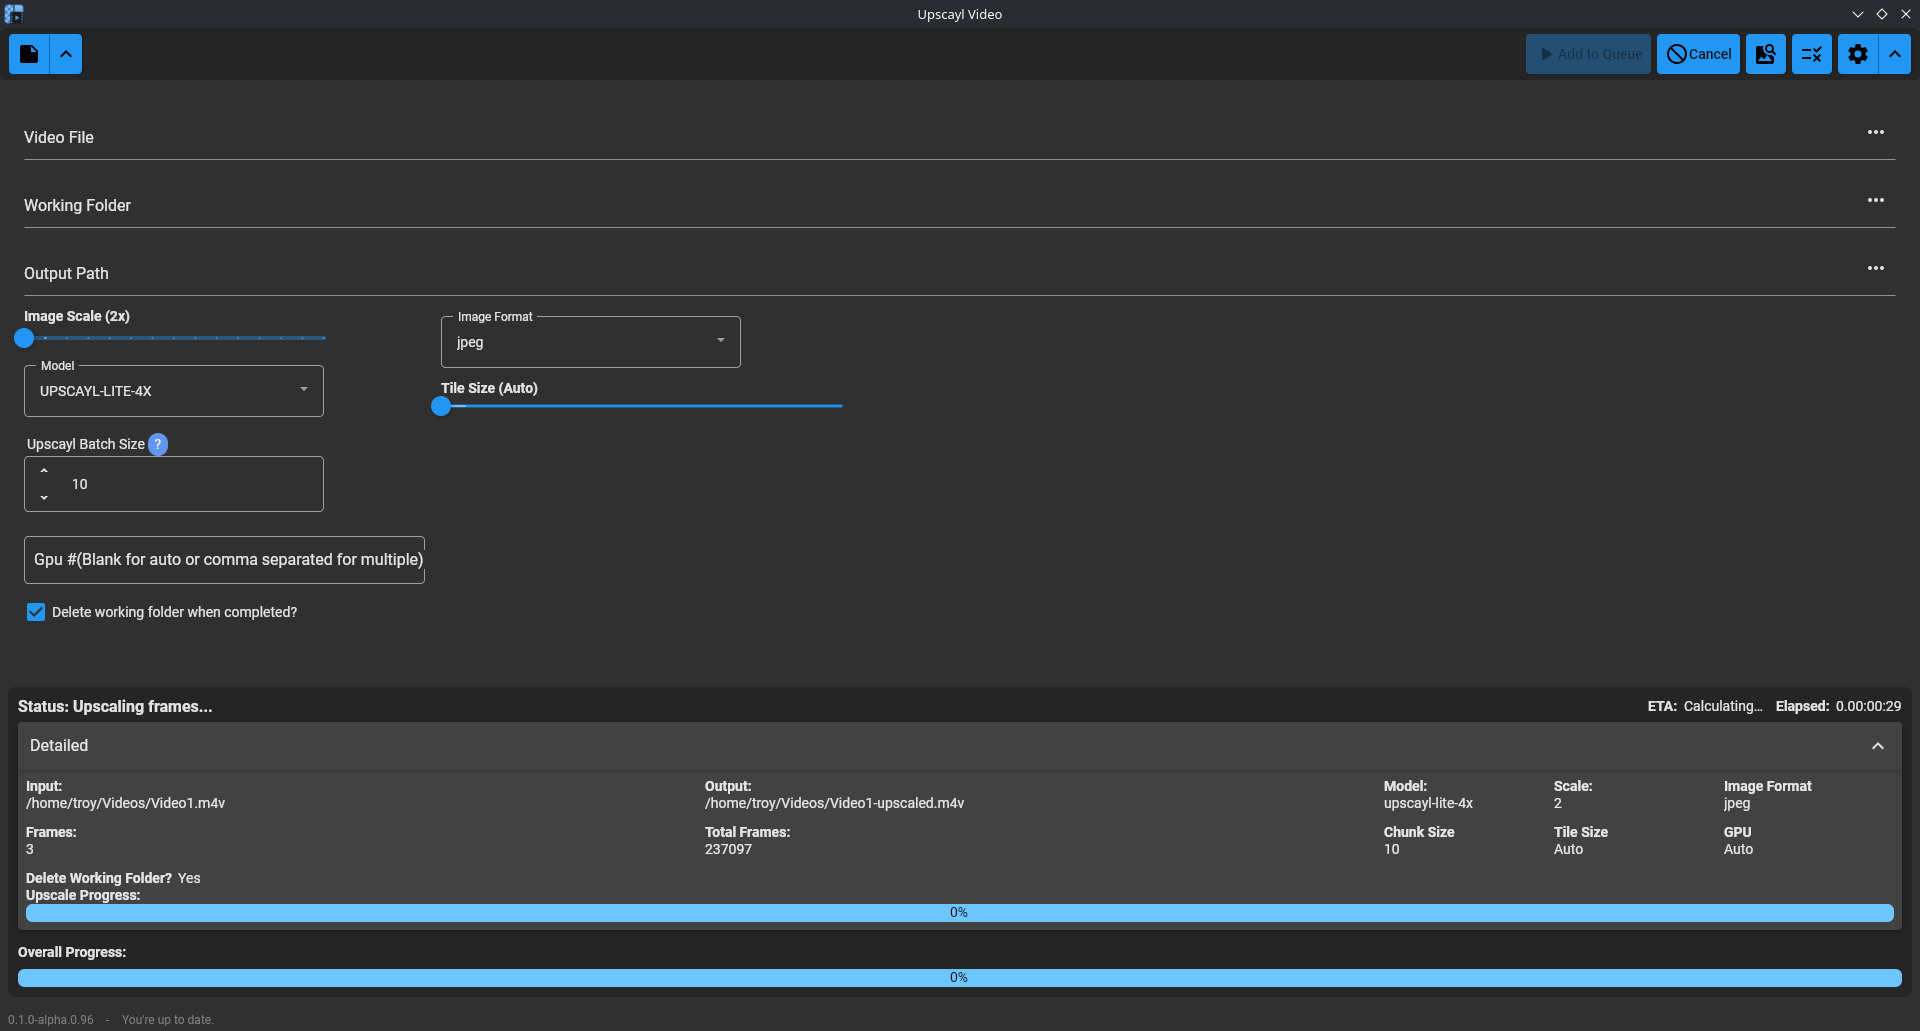 Upscayl Video
Add to Queue
Cancel
Video File
Working Folder
Output Path
Image Scale (2x)
Image Format
jpeg
Model
UPSCAYL-LITE-4X
Tile Size (Auto)
Upscayl Batch Size ?
10
Gpu #(Blank for auto or comma separated for multiple)
Delete working folder when completed?
Status: Upscaling frames...
ETA: Calculating... Elapsed: 0.00:00:29
Detailed
Input:
/home/troy/Videos/Video1.m4v
Output:
/home/troy/Videos/Video1-upscaled.m4v
Model:
upscayl-lite-4x
Scale:
2
Image Format
jpeg
Frames:
3
Total Frames:
237097
Chunk Size
10
Tile Size
Auto
GPU
Auto
Delete Working Folder? Yes
Upscale Progress:
0%
Overall Progress:
0%
0.1.0-alpha.0.96 - You're up to date.